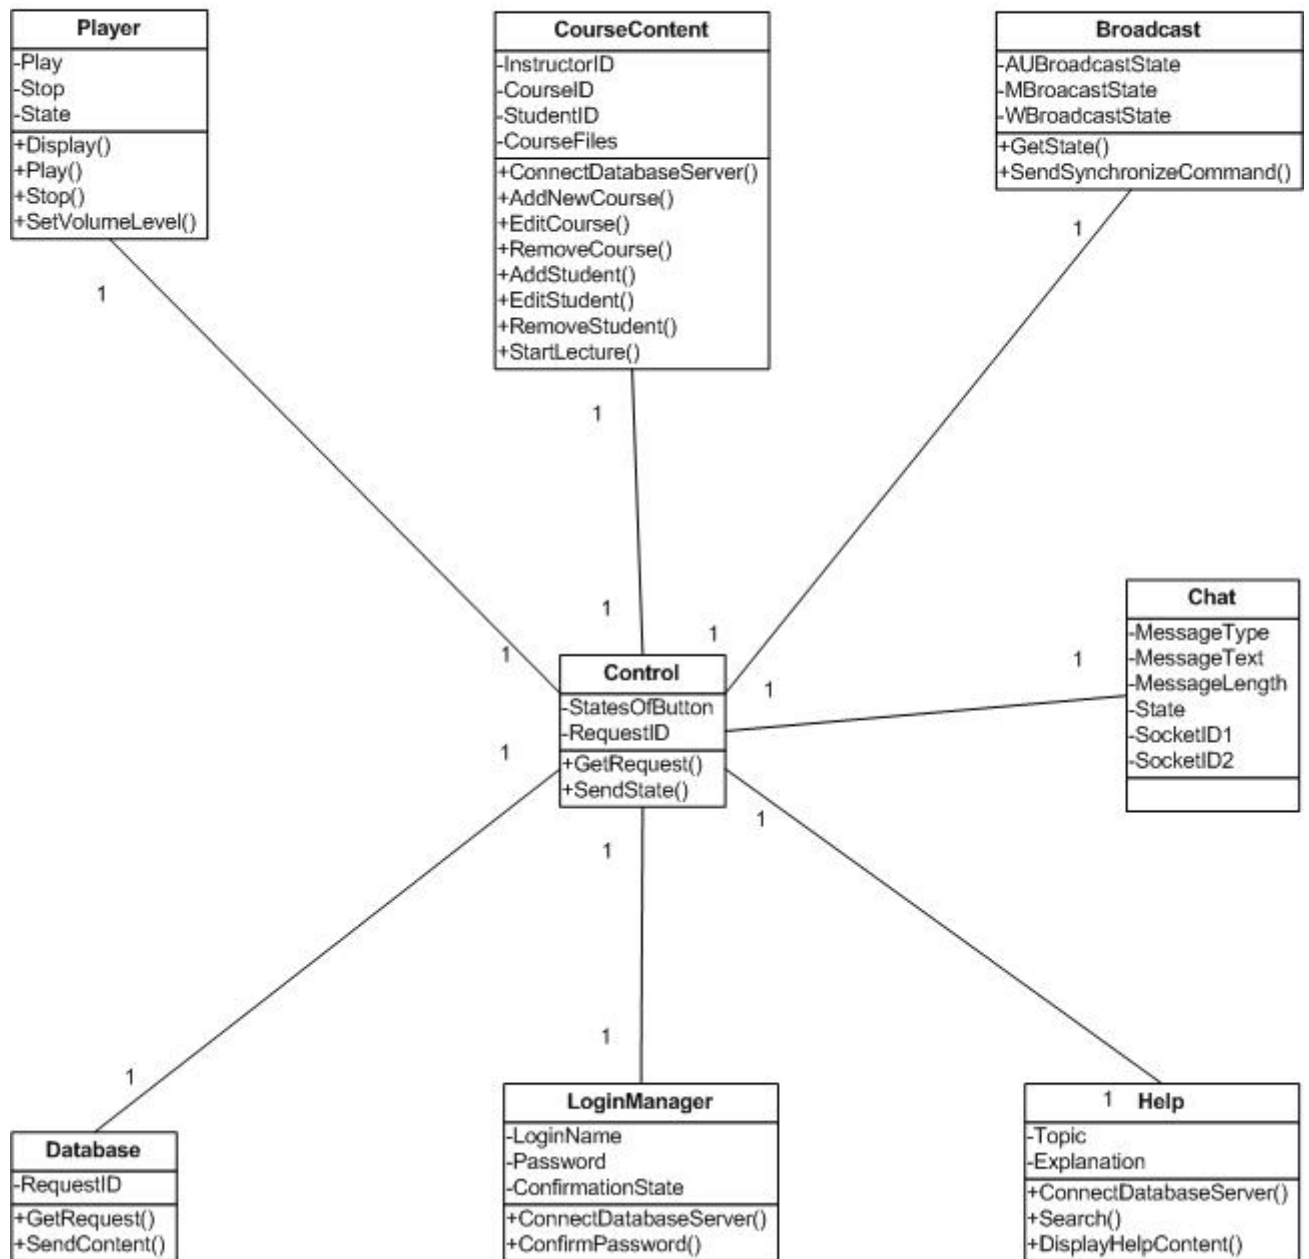 Player
-Play
-Stop
-State
+Display()
+Play()
+Stop()
+SetVolumeLevel()
CourseContent
-InstructorID
-CourseID
-StudentID
-CourseFiles
+ConnectDatabaseServer()
+AddNewCourse()
+EditCourse()
+RemoveCourse()
+AddStudent()
+EditStudent()
+RemoveStudent()
+StartLecture()
Broadcast
-AUBroadcastState
-MBroacastState
-WBroadcastState
+GetState()
+SendSynchronizeCommand()
1
1
1
1
1
1
1
1
Chat
-MessageType
-MessageText
-MessageLength
-State
-SocketID1
-SocketID2
Control
-StatesOfButton
-RequestID
+GetRequest()
+SendState()
1
1
1
1
1
1
Database
-RequestID
+GetRequest()
+SendContent()
LoginManager
-LoginName
-Password
-ConfirmationState
+ConnectDatabaseServer()
+ConfirmPassword()
Help
-Topic
-Explanation
+ConnectDatabaseServer()
+Search()
+DisplayHelpContent()